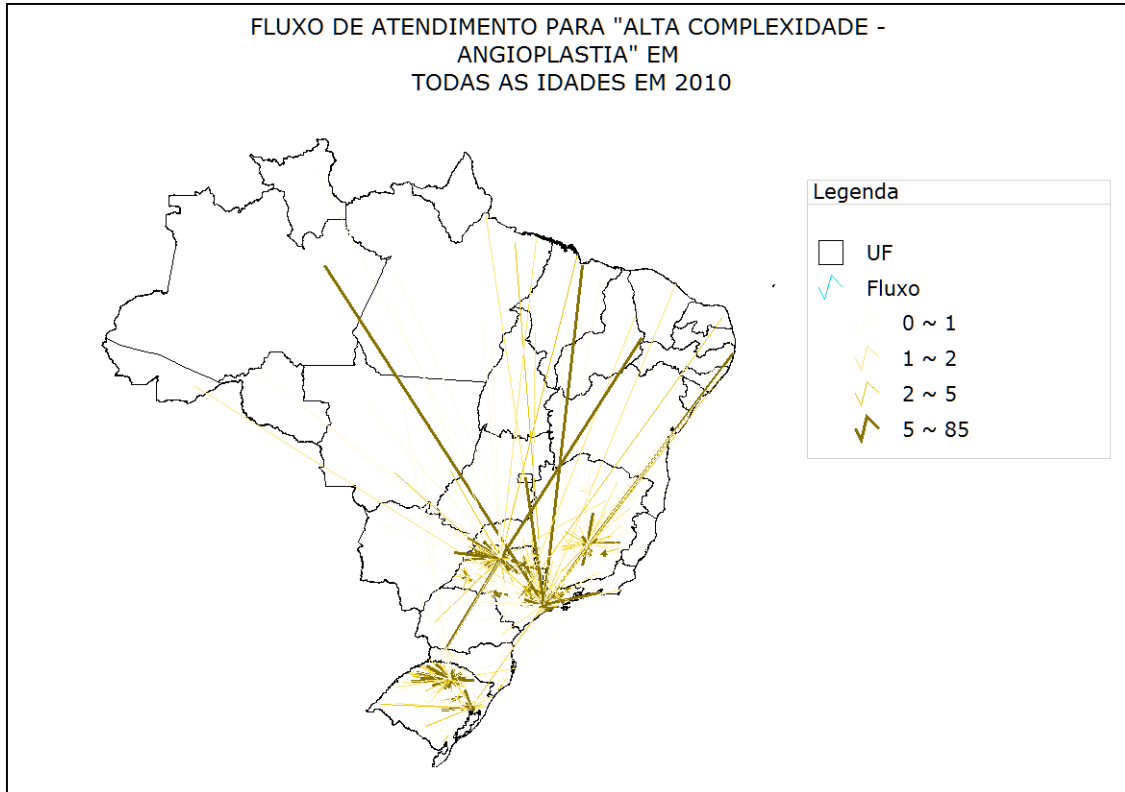 FLUXO DE ATENDIMENTO PARA "ALTA COMPLEXIDADE -
ANGIOPLASTIA" EM
TODAS AS IDADES EM 2010
Legenda
UF
Fluxo
0 ~ 1
1 ~ 2
2 ~ 5
5 ~ 85